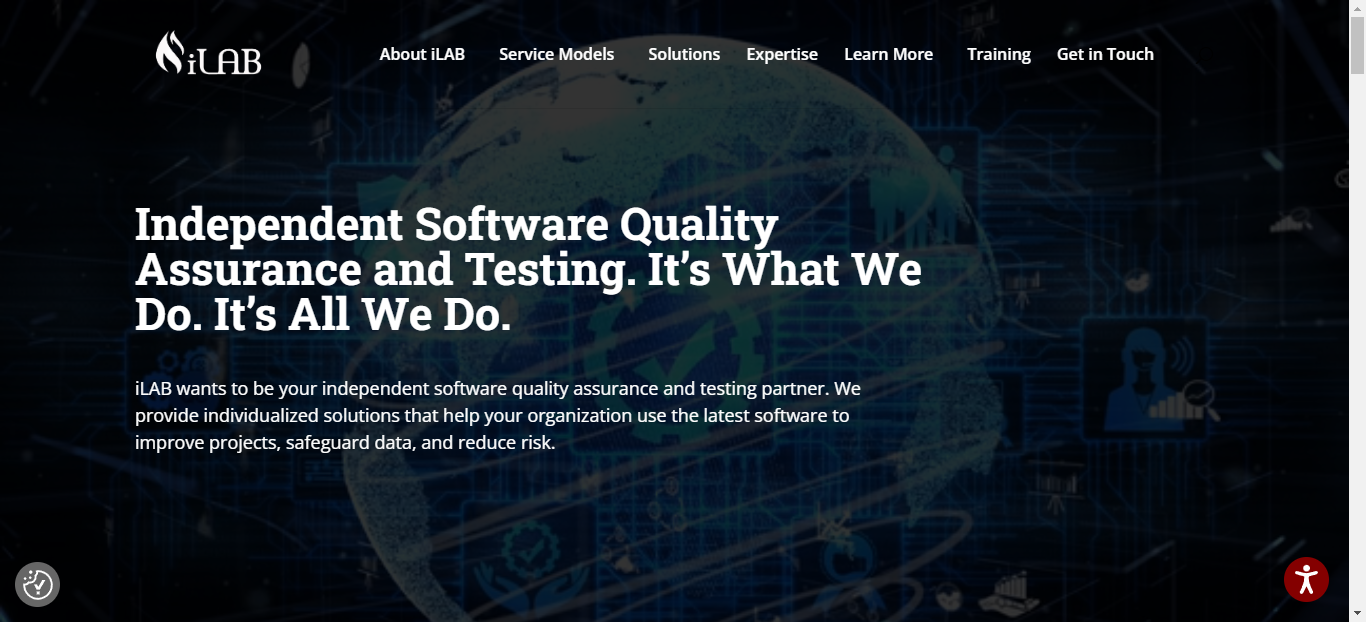 iLAB
About iLAB Service Models Solutions Expertise Learn More Training Get in Touch
Independent Software Quality
Assurance and Testing. It’s What We
Do. It’s All We Do.
iLAB wants to be your independent software quality assurance and testing partner. We
provide individualized solutions that help your organization use the latest software to
improve projects, safeguard data, and reduce risk.